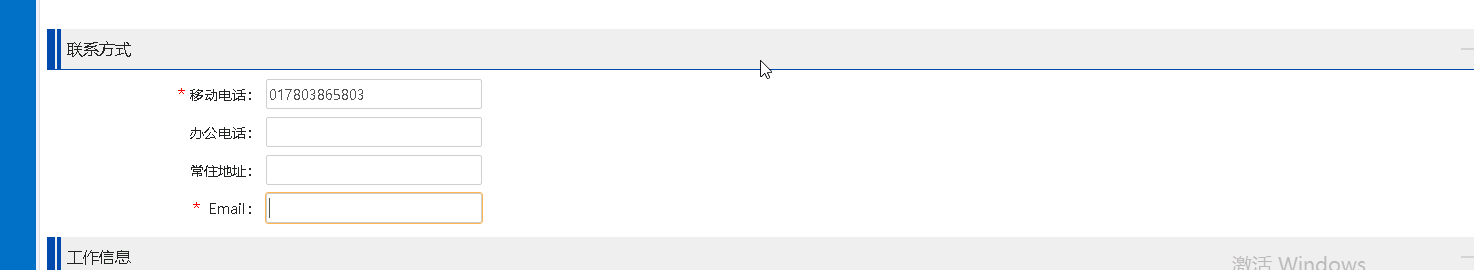 联系方式
* 移动电话： 017803865803
办公电话：
常住地址：
* Email：
工作信息
激活 Windows